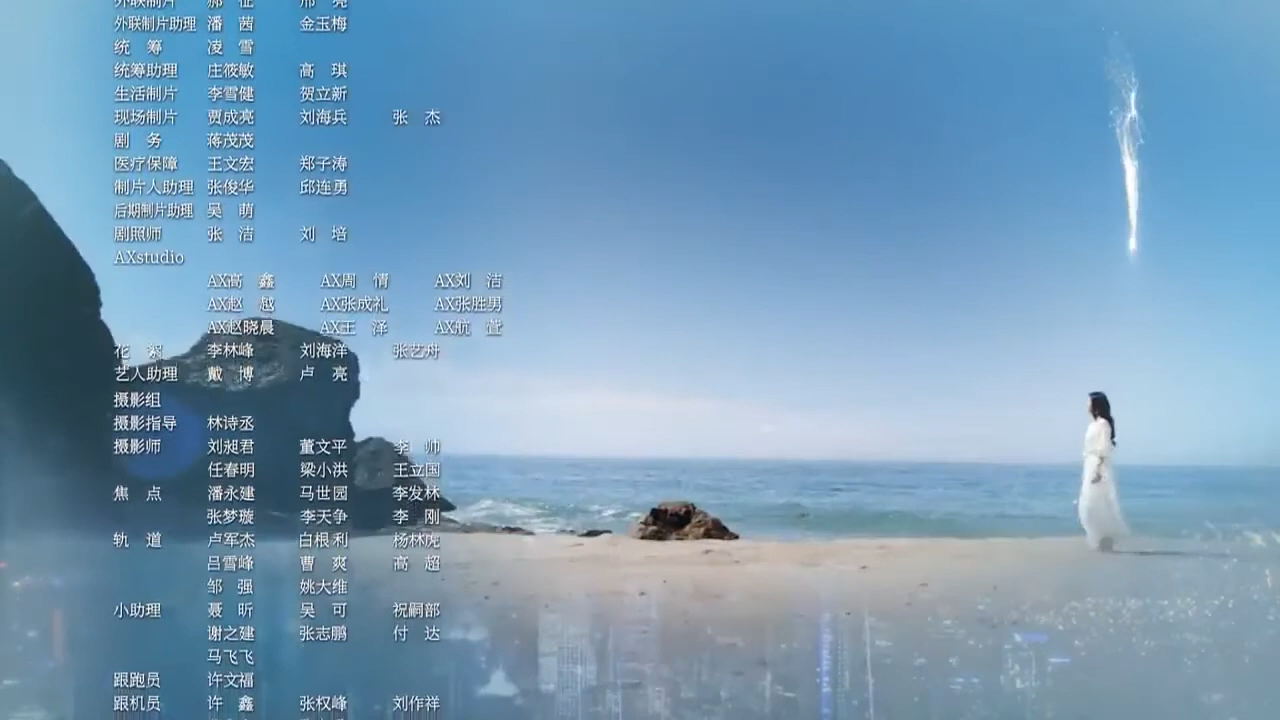 外联制片 郝 征 邢 亮
外联制片助理 潘 茜 金玉梅
统 筹 凌 雪
统筹助理 庄筱敏 高 琪
生活制片 李雪健 贺立新
现场制片 贾成亮 刘海兵 张 杰
剧 务 蒋茂茂
医疗保障 王文宏 郑子涛
制片人助理 张俊华 邱连勇
后期制片助理 吴 萌
剧照师 张 洁 刘 培
AXstudio
AX高 鑫 AX周 情 AX刘 洁
AX赵 越 AX张成礼 AX张胜男
AX赵晓晨 AX王 泽 AX航 萱
花 絮 李林峰 刘海洋 张艺舟
艺人助理 戴 博 卢 亮
摄影组
摄影指导 林诗丞
摄影师 刘昶君 董文平 李 帅
任春明 梁小洪 王立国
焦 点 潘永建 马世园 李发林
张梦璇 李天争 李 刚
轨 道 卢军杰 白根利 杨林虎
吕雪峰 曹 爽 高 超
邹 强 姚大维
小助理 聂 昕 吴 可 祝嗣部
谢之建 张志鹏 付 达
马飞飞
跟跑员 许文福
跟机员 许 鑫 张权峰 刘作祥